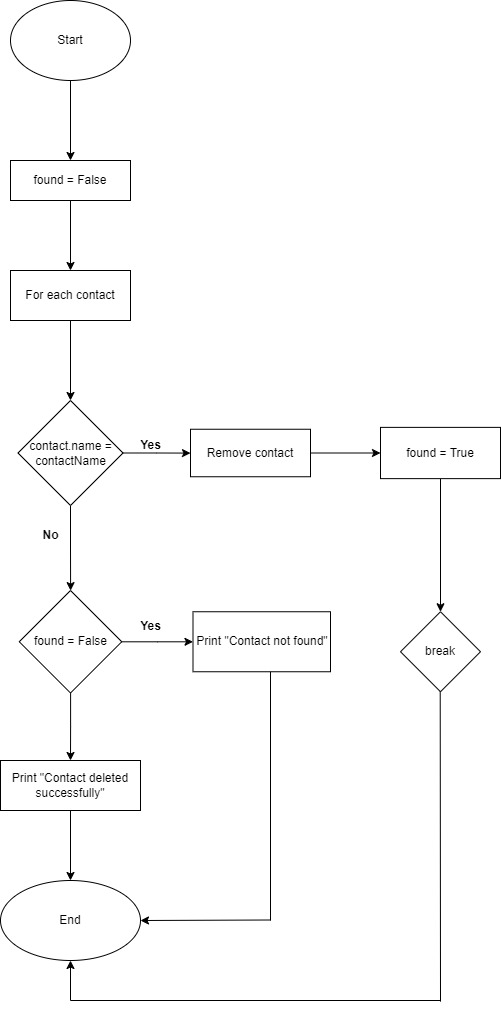 Start
found = False
For each contact
contact.name =
contactName
Yes
Remove contact
found = True
No
found = False
Yes
Print "Contact not found"
break
Print "Contact deleted
successfully"
End